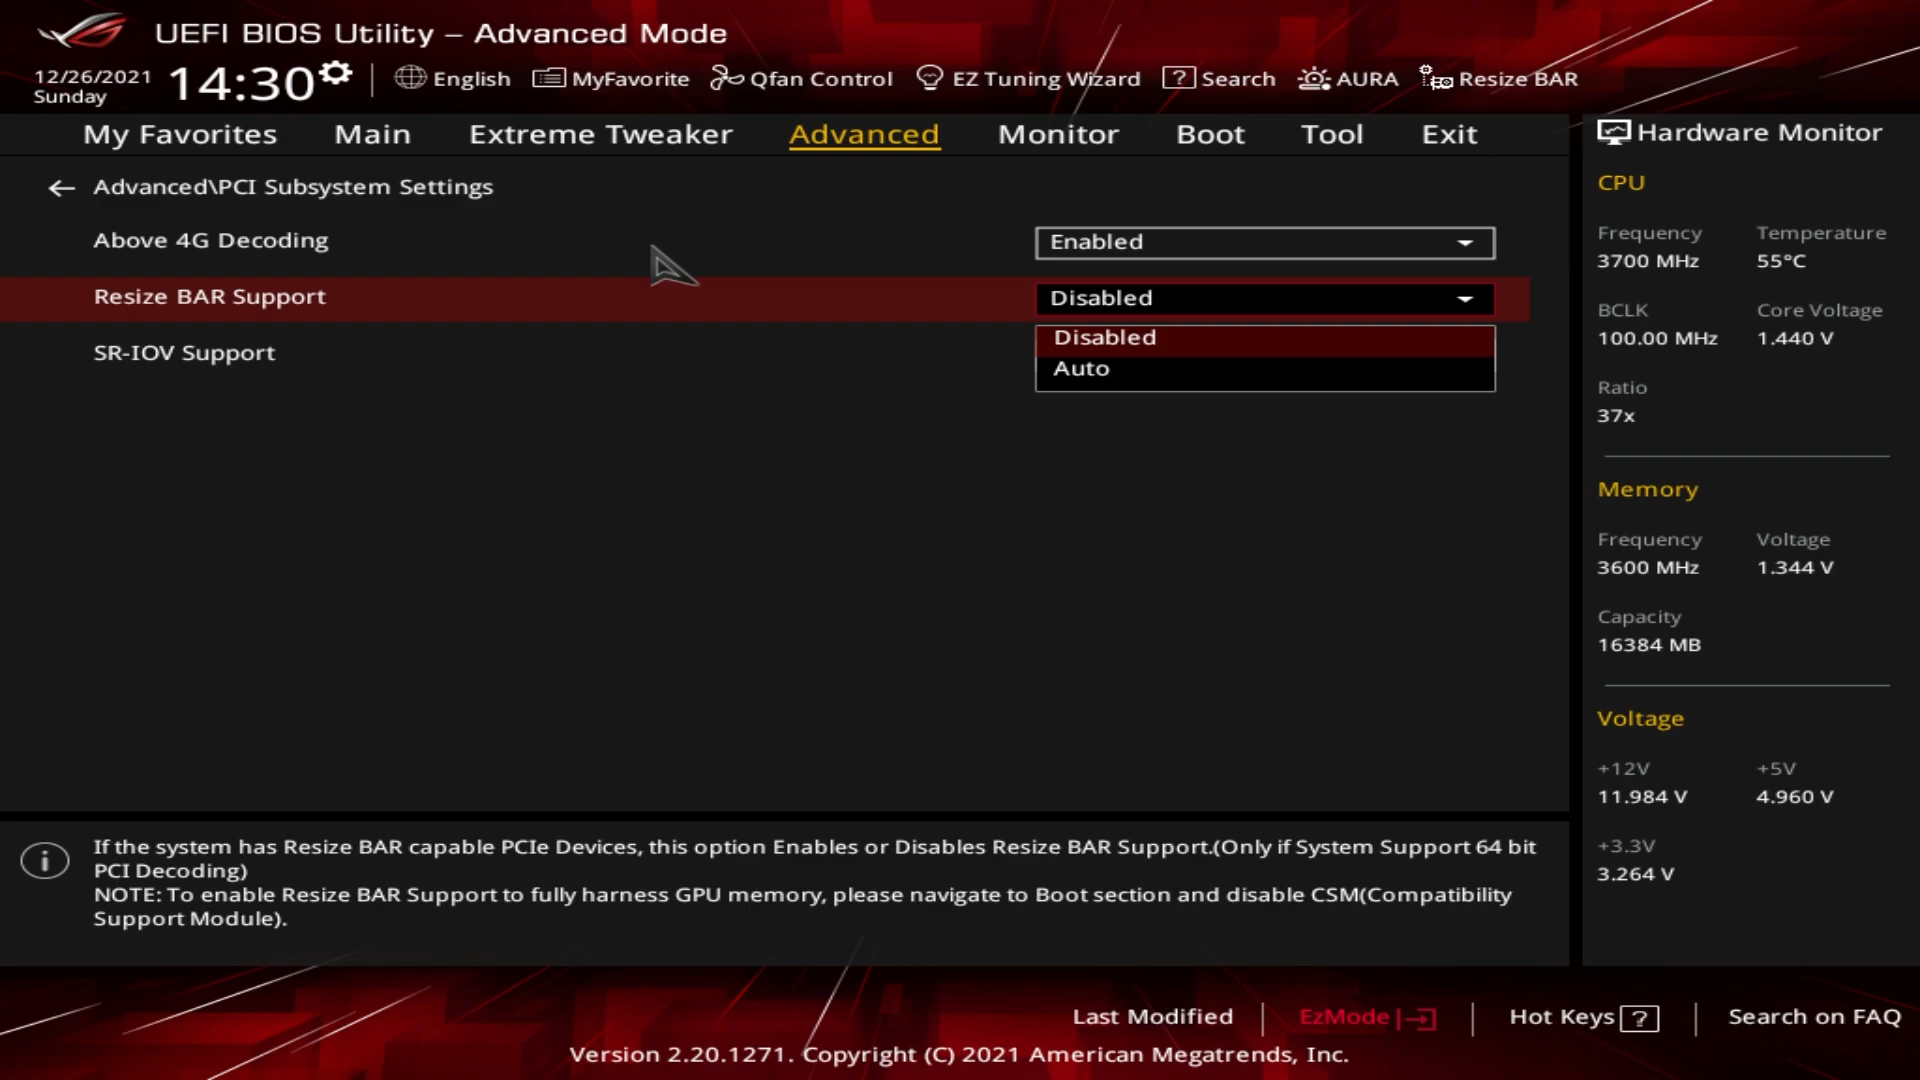 UEFI BIOS Utility – Advanced Mode
12/26/2021
Sunday
14:30
English
MyFavorite
Qfan Control
EZ Tuning Wizard
? Search
AURA
Resize BAR
My Favorites Main Extreme Tweaker Advanced Monitor Boot Tool Exit
Advanced\PCI Subsystem Settings
Above 4G Decoding Enabled
Resize BAR Support Disabled
Disabled
Auto
SR-IOV Support
If the system has Resize BAR capable PCIe Devices, this option Enables or Disables Resize BAR Support.(Only if System Support 64 bit
PCI Decoding)
NOTE: To enable Resize BAR Support to fully harness GPU memory, please navigate to Boot section and disable CSM(Compatibility
Support Module).
Hardware Monitor
CPU
Frequency Temperature
3700 MHz 55°C
BCLK Core Voltage
100.00 MHz 1.440 V
Ratio
37x
Memory
Frequency Voltage
3600 MHz 1.344 V
Capacity
16384 MB
Voltage
+12V +5V
11.984 V 4.960 V
+3.3V
3.264 V
Last Modified
EzMode
Hot Keys ?
Search on FAQ
Version 2.20.1271. Copyright (C) 2021 American Megatrends, Inc.